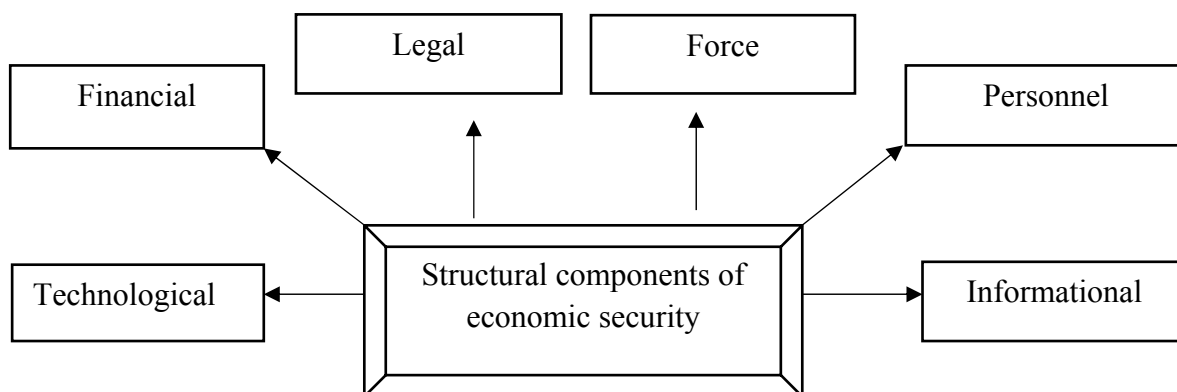 Legal
Force
Financial
Personnel
Technological
Structural components of
economic security
Informational